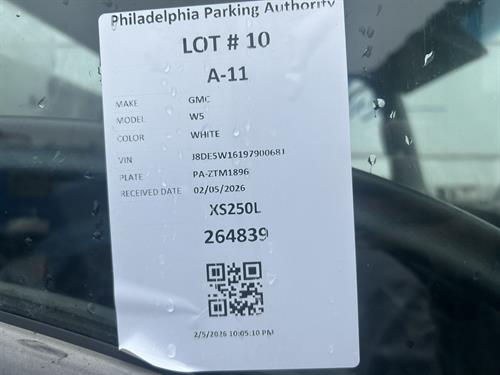 Philadelphia Parking Authority
LOT # 10
A-11
MAKE GMC
MODEL W5
COLOR WHITE
VIN J8DE5W16197900681
PLATE PA-ZTM1896
RECEIVED DATE 02/05/2026
XS250L
264839
2/5/2026 10:05:10 PM